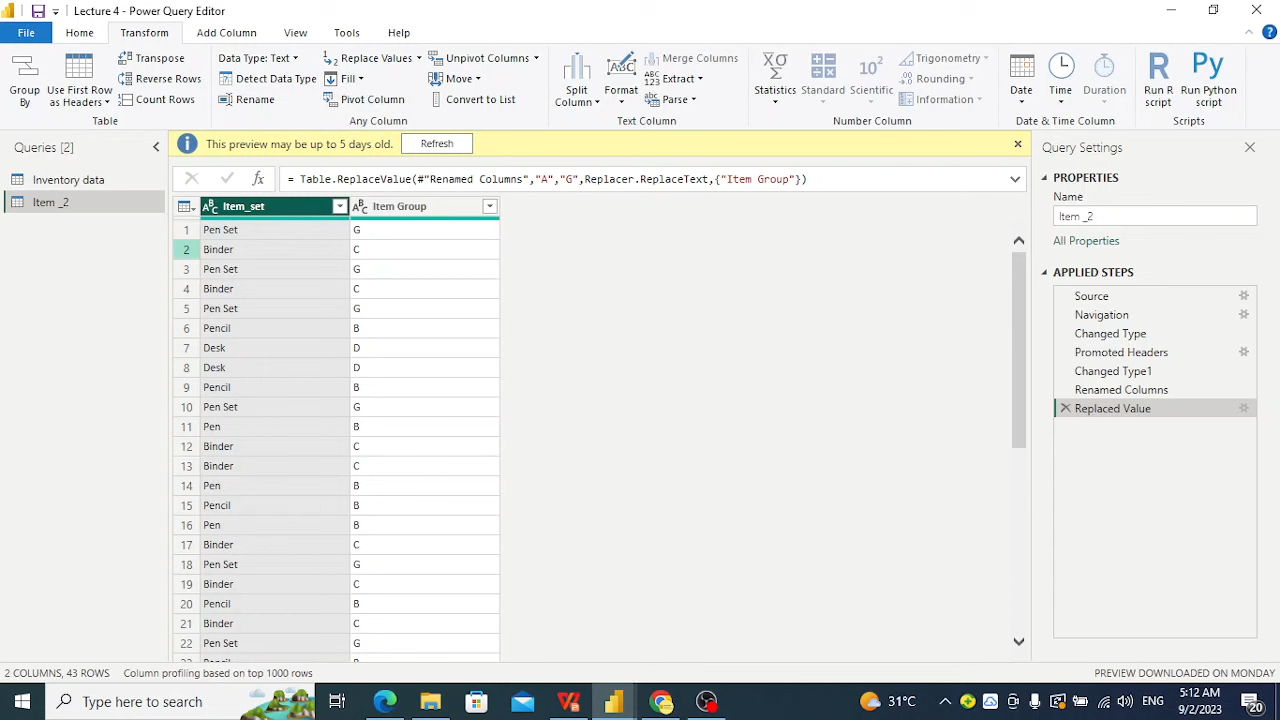 Lecture 4 - Power Query Editor
File Home Transform Add Column View Tools Help
Group By
Use First Row as Headers
Transpose
Reverse Rows
Count Rows
Table
Data Type: Text
Detect Data Type
Rename
Replace Values
Fill
Pivot Column
Unpivot Columns
Move
Convert to List
Any Column
Split Column
Format
ABC
Merge Columns
Extract
Parse
Text Column
Statistics
Standard
10² Scientific
Trigonometry
Rounding
Information
Number Column
Date
Time
Duration
Date & Time Column
R Run R script
Py Run Python script
Scripts
Queries [2]
This preview may be up to 5 days old. Refresh
Query Settings
Inventory data
Item _2
fx = Table.ReplaceValue(#"Renamed Columns","A","G",Replacer.ReplaceText,{"Item Group"})
Item_set Item Group
1 Pen Set G
2 Binder C
3 Pen Set G
4 Binder C
5 Pen Set G
6 Pencil B
7 Desk D
8 Desk D
9 Pencil B
10 Pen Set G
11 Pen B
12 Binder C
13 Binder C
14 Pen B
15 Pencil B
16 Pen B
17 Binder C
18 Pen Set G
19 Binder C
20 Pencil B
21 Binder C
22 Pen Set G
23 Pencil B
PROPERTIES
Name
Item _2
All Properties
APPLIED STEPS
Source
Navigation
Changed Type
Promoted Headers
Changed Type1
Renamed Columns
Replaced Value
2 COLUMNS, 43 ROWS Column profiling based on top 1000 rows
PREVIEW DOWNLOADED ON MONDAY
Type here to search
31°C
ENG
5:12 AM
9/2/2023
20